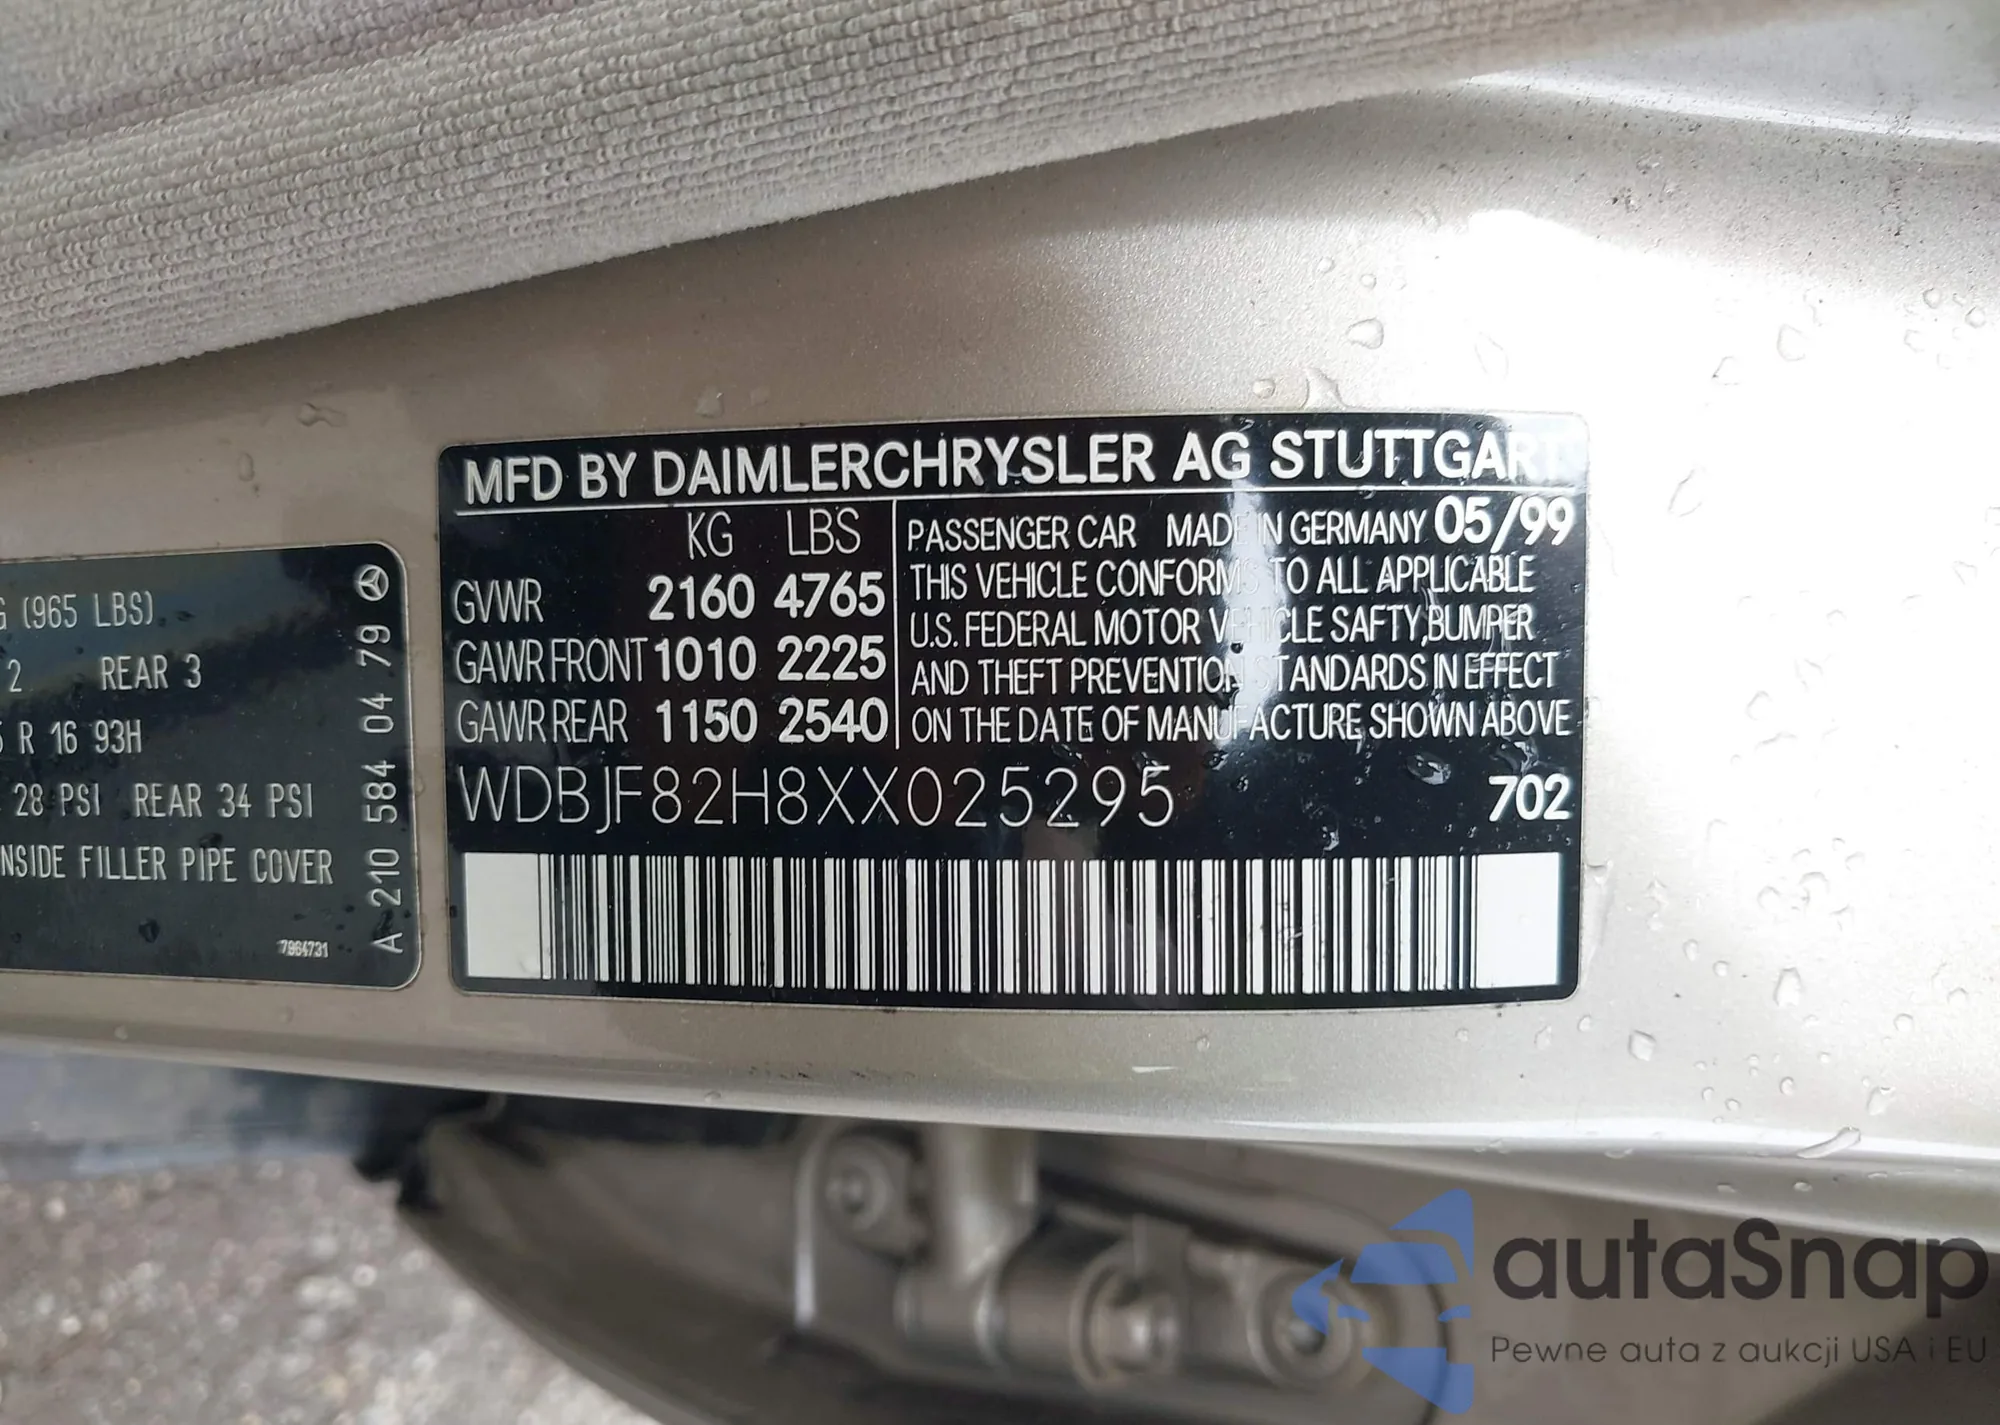 G (965 LBS)
2 REAR 3
5 R 16 93H
28 PSI REAR 34 PSI
NSIDE FILLER PIPE COVER
7964731
A 210 584 04 79
MFD BY DAIMLERCHRYSLER AG STUTTGART
KG LBS
GVWR 2160 4765
GAWR FRONT 1010 2225
GAWR REAR 1150 2540
PASSENGER CAR MADE IN GERMANY 05/99
THIS VEHICLE CONFORMS TO ALL APPLICABLE
U.S. FEDERAL MOTOR VEHICLE SAFTY,BUMPER
AND THEFT PREVENTION STANDARDS IN EFFECT
ON THE DATE OF MANUFACTURE SHOWN ABOVE
WDBJF82H8XX025295 702
autaSnap
Pewne auta z aukcji USA i EU